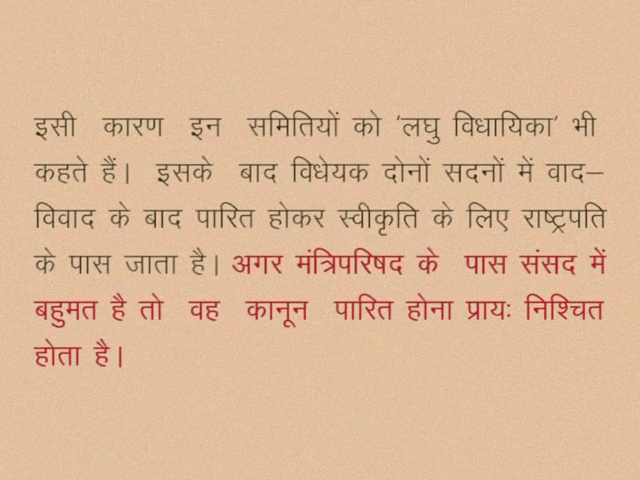 इसी कारण इन समितियों को ‘लघु विधायिका’ भी
कहते हैं। इसके बाद विधेयक दोनों सदनों में वाद–
विवाद के बाद पारित होकर स्वीकृति के लिए राष्ट्रपति
के पास जाता है। अगर मंत्रिपरिषद के पास संसद में
बहुमत है तो वह कानून पारित होना प्रायः निश्चित
होता है।